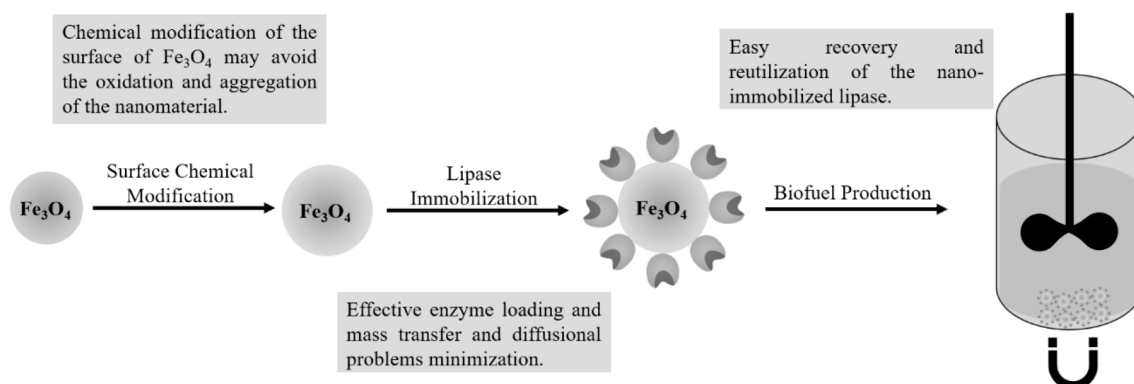 Chemical modification of the
surface of Fe₃O₄ may avoid
the oxidation and aggregation
of the nanomaterial.
Easy recovery and
reutilization of the nano-
immobilized lipase.
Fe₃O₄
Surface Chemical
Modification
Fe₃O₄
Lipase
Immobilization
Fe₃O₄
Biofuel Production
Effective enzyme loading and
mass transfer and diffusional
problems minimization.